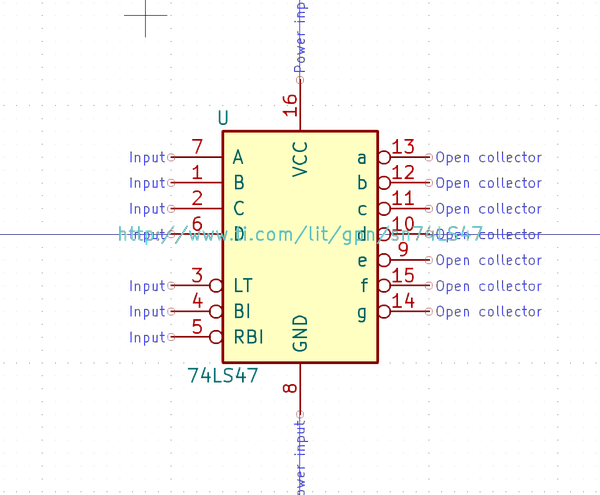 Power inp
16
U
VCC
Input 7 A a 13 Open collector
Input 1 B b 12 Open collector
Input 2 C c 11 Open collector
Input 6 D d 10 Open collector
http://www.ti.com/lit/gpn/sn74LS47
e 9 Open collector
Input 3 LT f 15 Open collector
Input 4 BI g 14 Open collector
Input 5 RBI
GND
74LS47
8
ower input